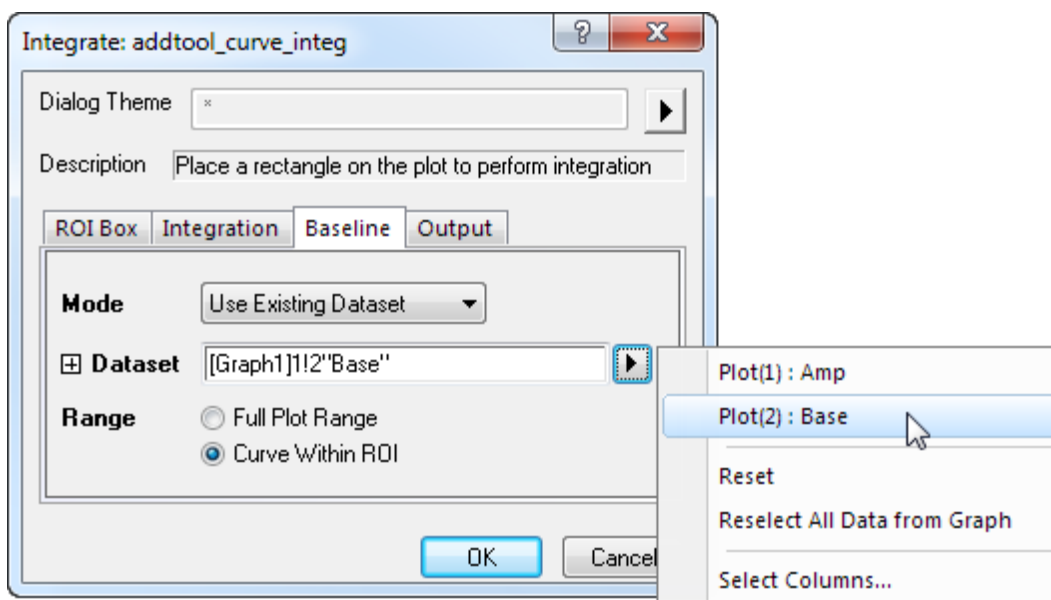 Integrate: addtool_curve_integ
?
x
Dialog Theme
*
Description
Place a rectangle on the plot to perform integration
ROI Box
Integration
Baseline
Output
Mode
Use Existing Dataset
Dataset
[Graph1]1!2"Base"
Range
Full Plot Range
Curve Within ROI
OK
Cancel
Plot(1) : Amp
Plot(2) : Base
Reset
Reselect All Data from Graph
Select Columns...